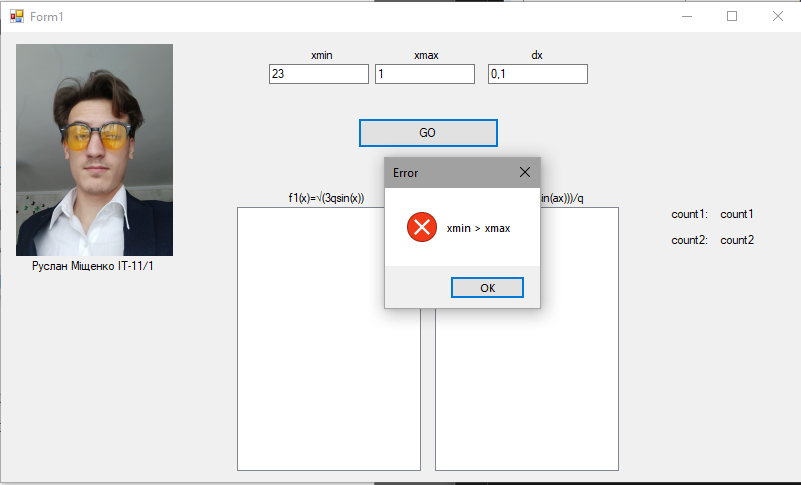 Form1
xmin xmax dx
23 1 0,1
GO
Error
xmin > xmax
OK
f1(x)=√(3qsin(x))
in(ax)))/q
count1: count1
count2: count2
Руслан Міщенко ІТ-11/1